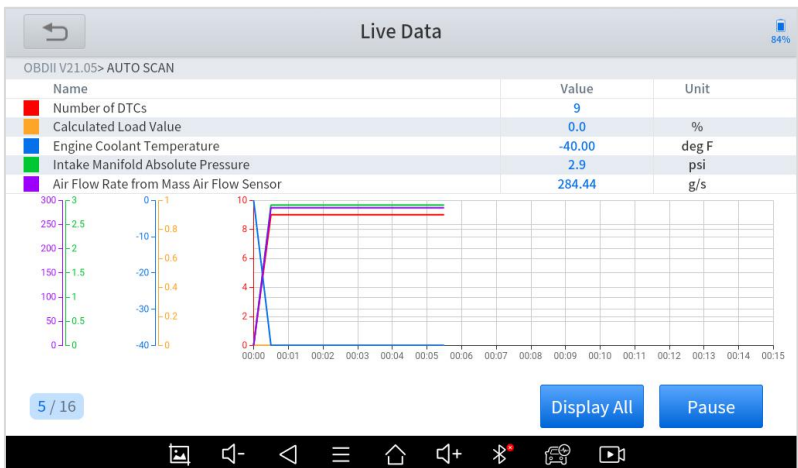 Live Data
84%
OBDII V21.05> AUTO SCAN
Name Value Unit
Number of DTCs 9
Calculated Load Value 0.0 %
Engine Coolant Temperature -40.00 deg F
Intake Manifold Absolute Pressure 2.9 psi
Air Flow Rate from Mass Air Flow Sensor 284.44 g/s
300 3 0 1 10
250 2.5 -10 0.8 8
200 2 0.6 6
150 1.5 -20 0.4 4
100 1 -30
50 0.5 0.2 2
0 0 -40 0 0
00:00 00:01 00:02 00:03 00:04 00:05 00:06 00:07 00:08 00:09 00:10 00:11 00:12 00:13 00:14 00:15
5 / 16
Display All
Pause